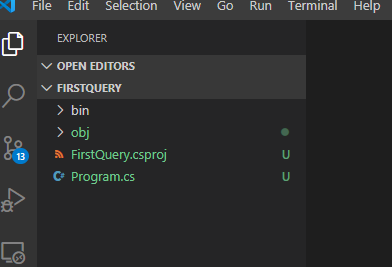 File Edit Selection View Go Run Terminal Help
EXPLORER
OPEN EDITORS
FIRSTQUERY
bin
obj
FirstQuery.csproj U
C# Program.cs U
13